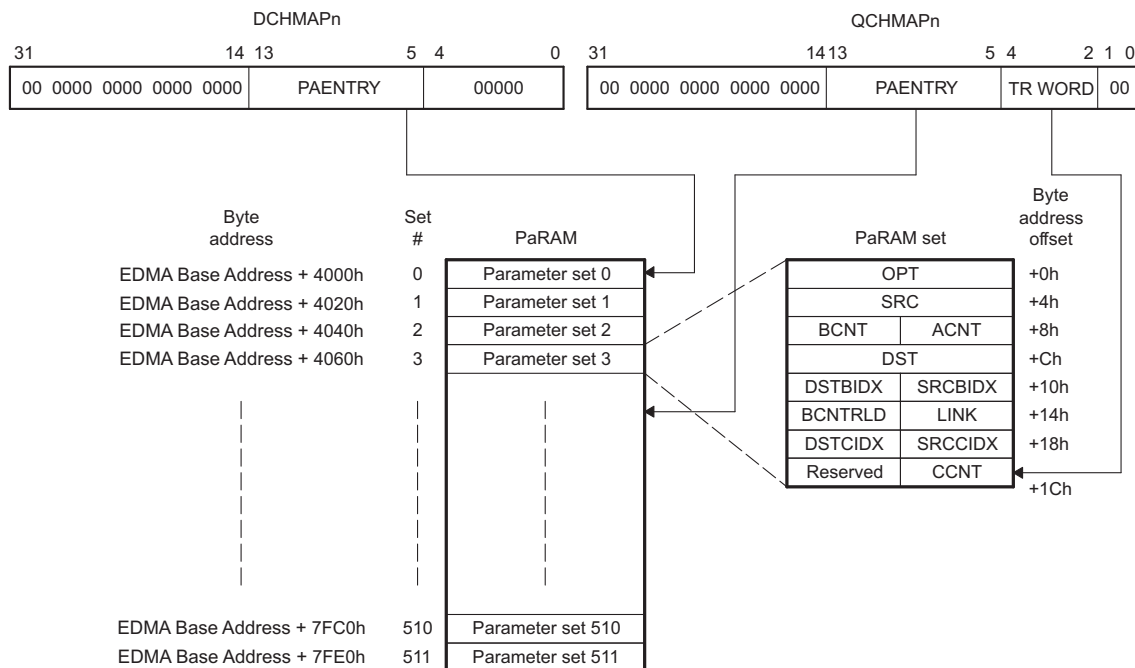 DCHMAPn
QCHMAPn
31 14 13 5 4 0
31 14 13 5 4 2 1 0
00 0000 0000 0000 0000 PAENTRY 00000
00 0000 0000 0000 0000 PAENTRY TR WORD 00
Byte
address
Set
#
PaRAM
EDMA Base Address + 4000h 0 Parameter set 0
EDMA Base Address + 4020h 1 Parameter set 1
EDMA Base Address + 4040h 2 Parameter set 2
EDMA Base Address + 4060h 3 Parameter set 3
EDMA Base Address + 7FC0h 510 Parameter set 510
EDMA Base Address + 7FE0h 511 Parameter set 511
PaRAM set
Byte
address
offset
OPT +0h
SRC +4h
BCNT ACNT +8h
DST +Ch
DSTBIDX SRCBIDX +10h
BCNTRLD LINK +14h
DSTCIDX SRCCIDX +18h
Reserved CCNT +1Ch